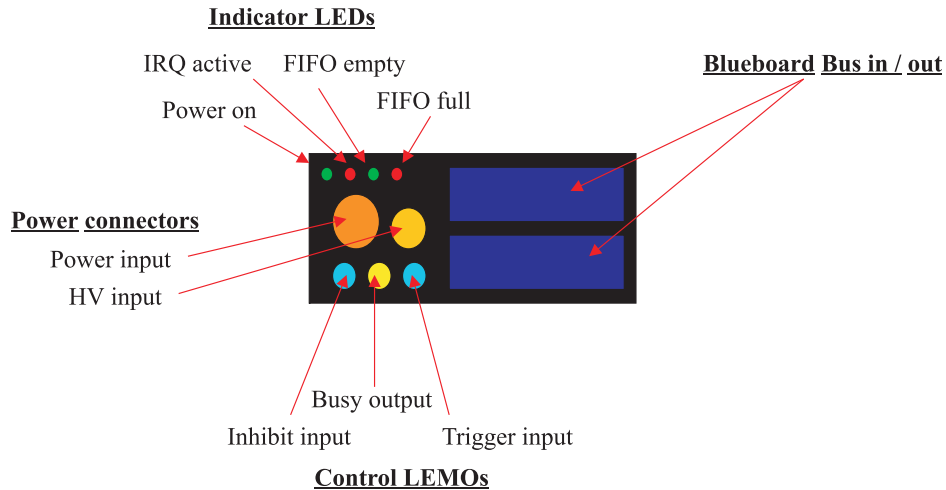 Indicator LEDs
IRQ active
FIFO empty
Blueboard Bus in / out
Power on
FIFO full
Power connectors
Power input
HV input
Busy output
Inhibit input
Trigger input
Control LEMOs